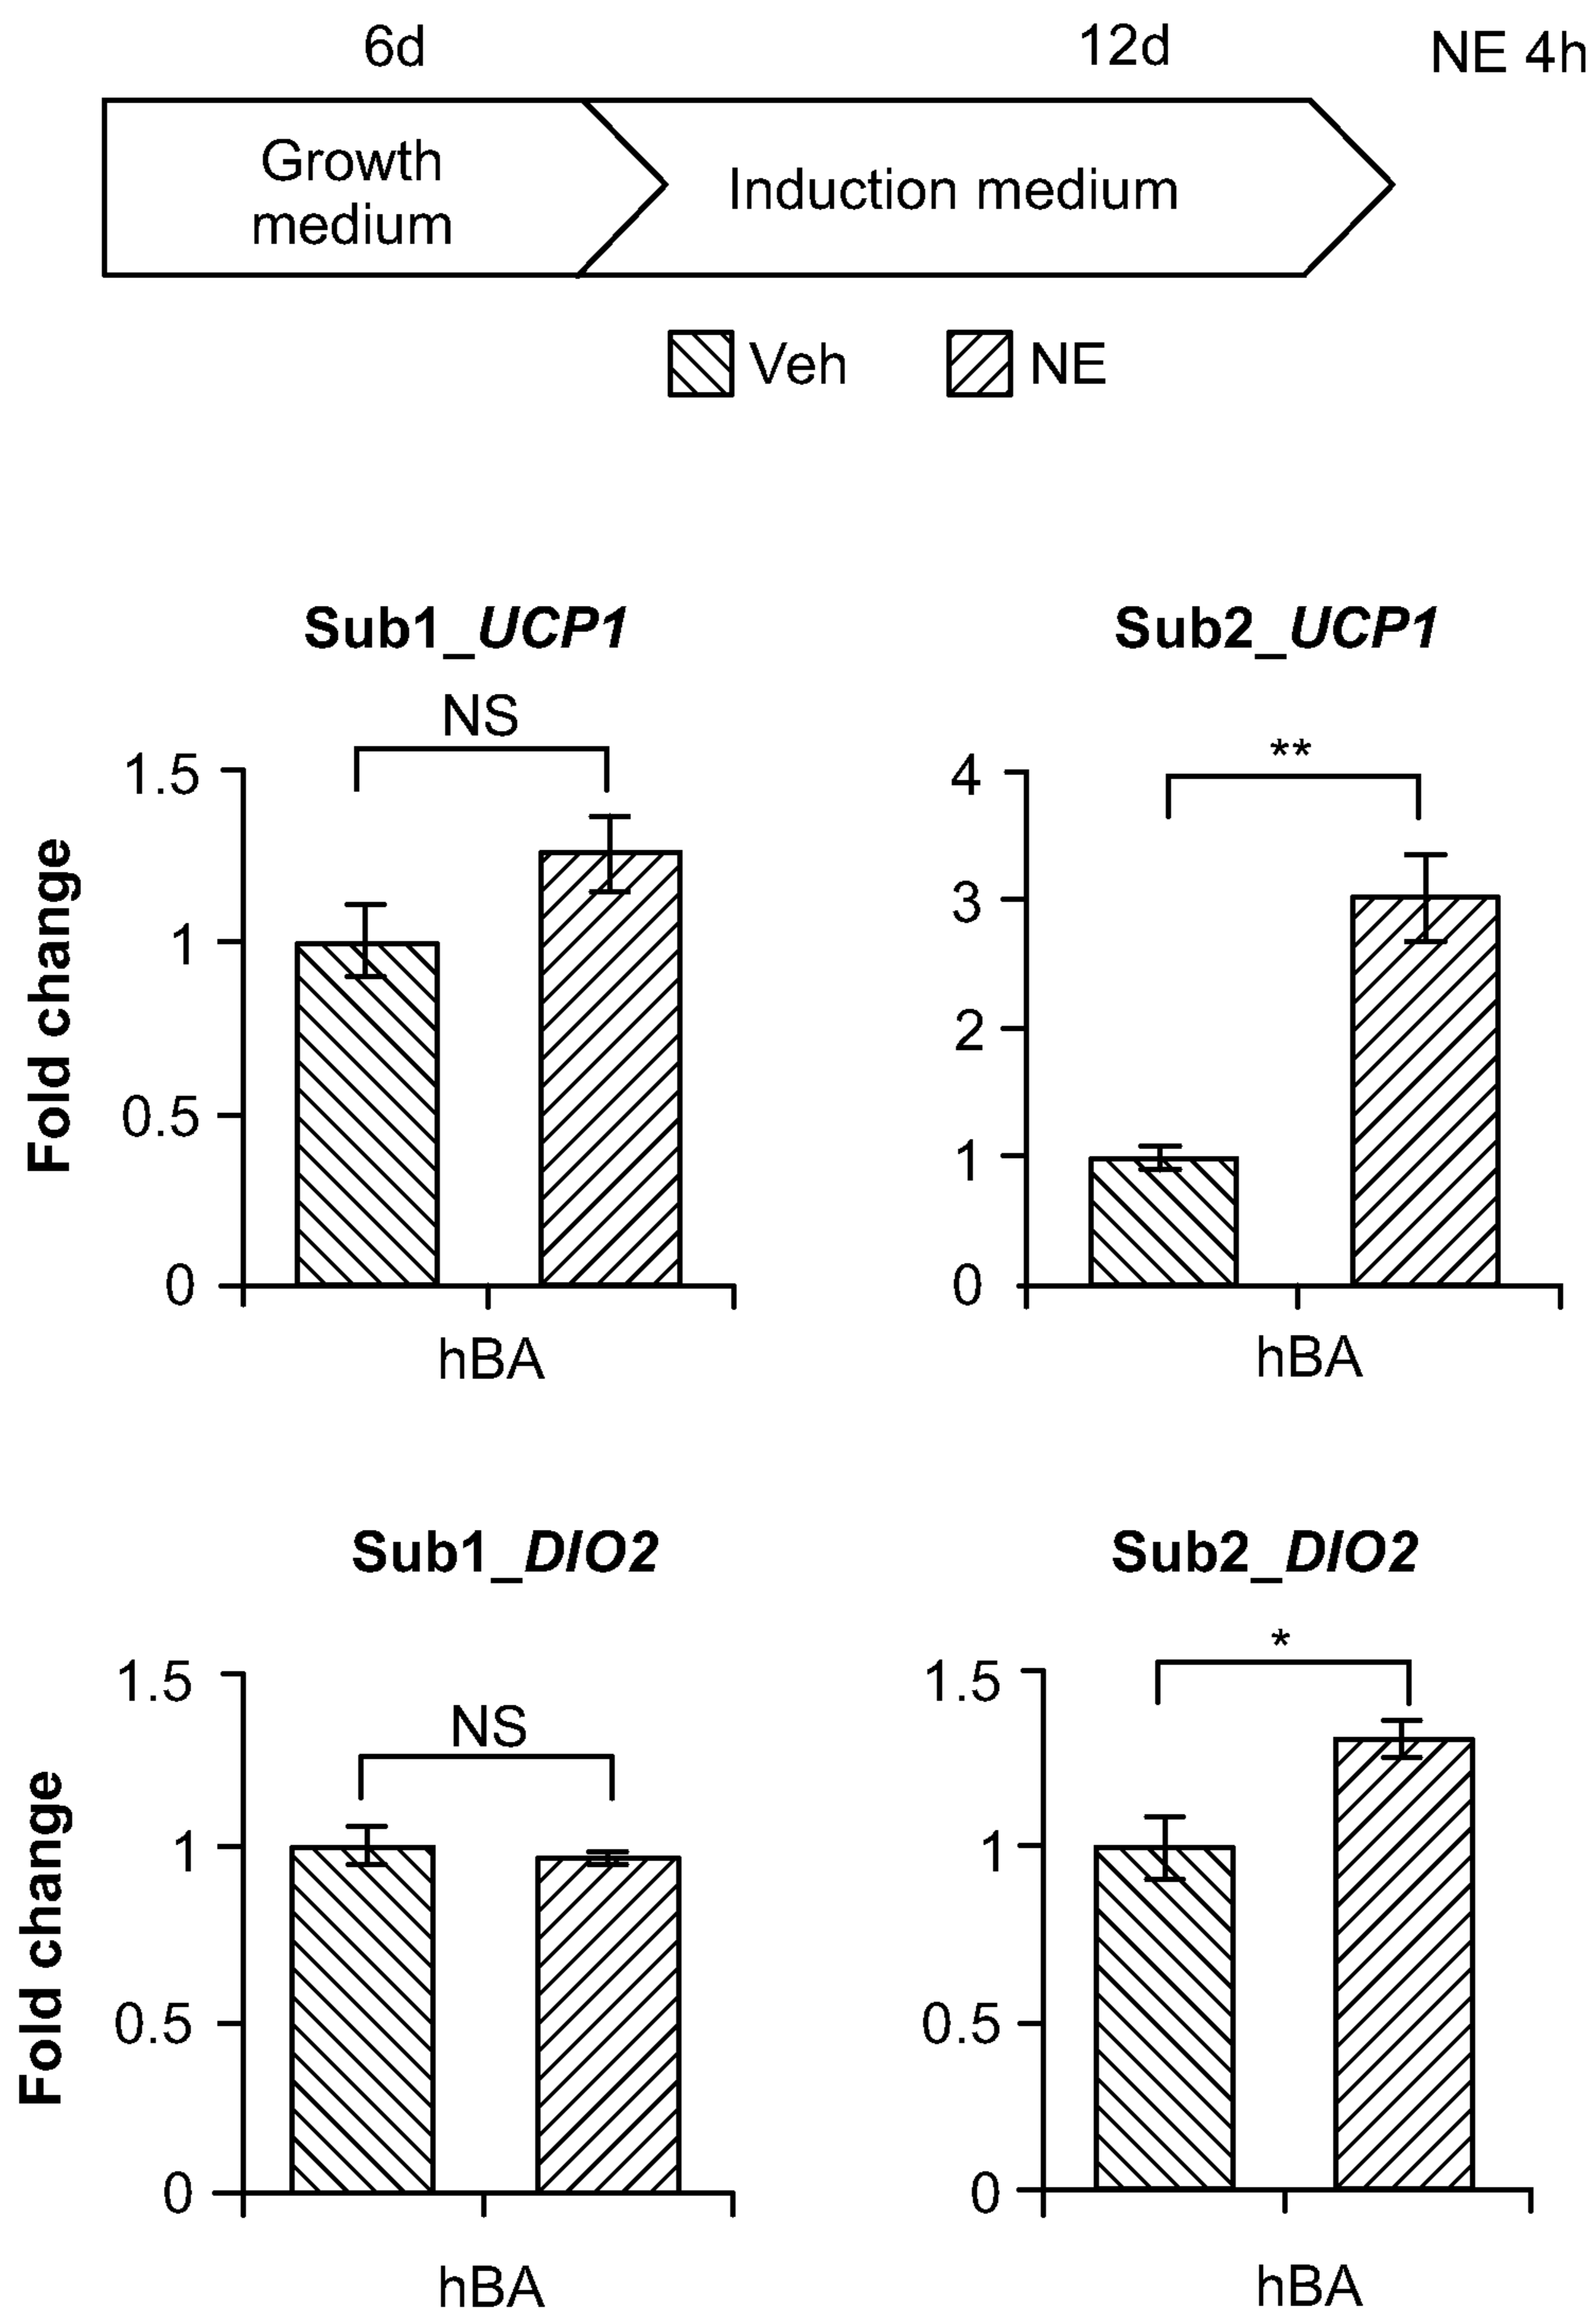 6d
12d
NE 4h
Growth
medium
Induction medium
Veh
NE
Sub1_UCP1
Sub2_UCP1
NS
**
Fold change
1.5
1
0.5
0
hBA
4
3
2
1
0
hBA
Sub1_DIO2
Sub2_DIO2
NS
*
Fold change
1.5
1
0.5
0
hBA
1.5
1
0.5
0
hBA